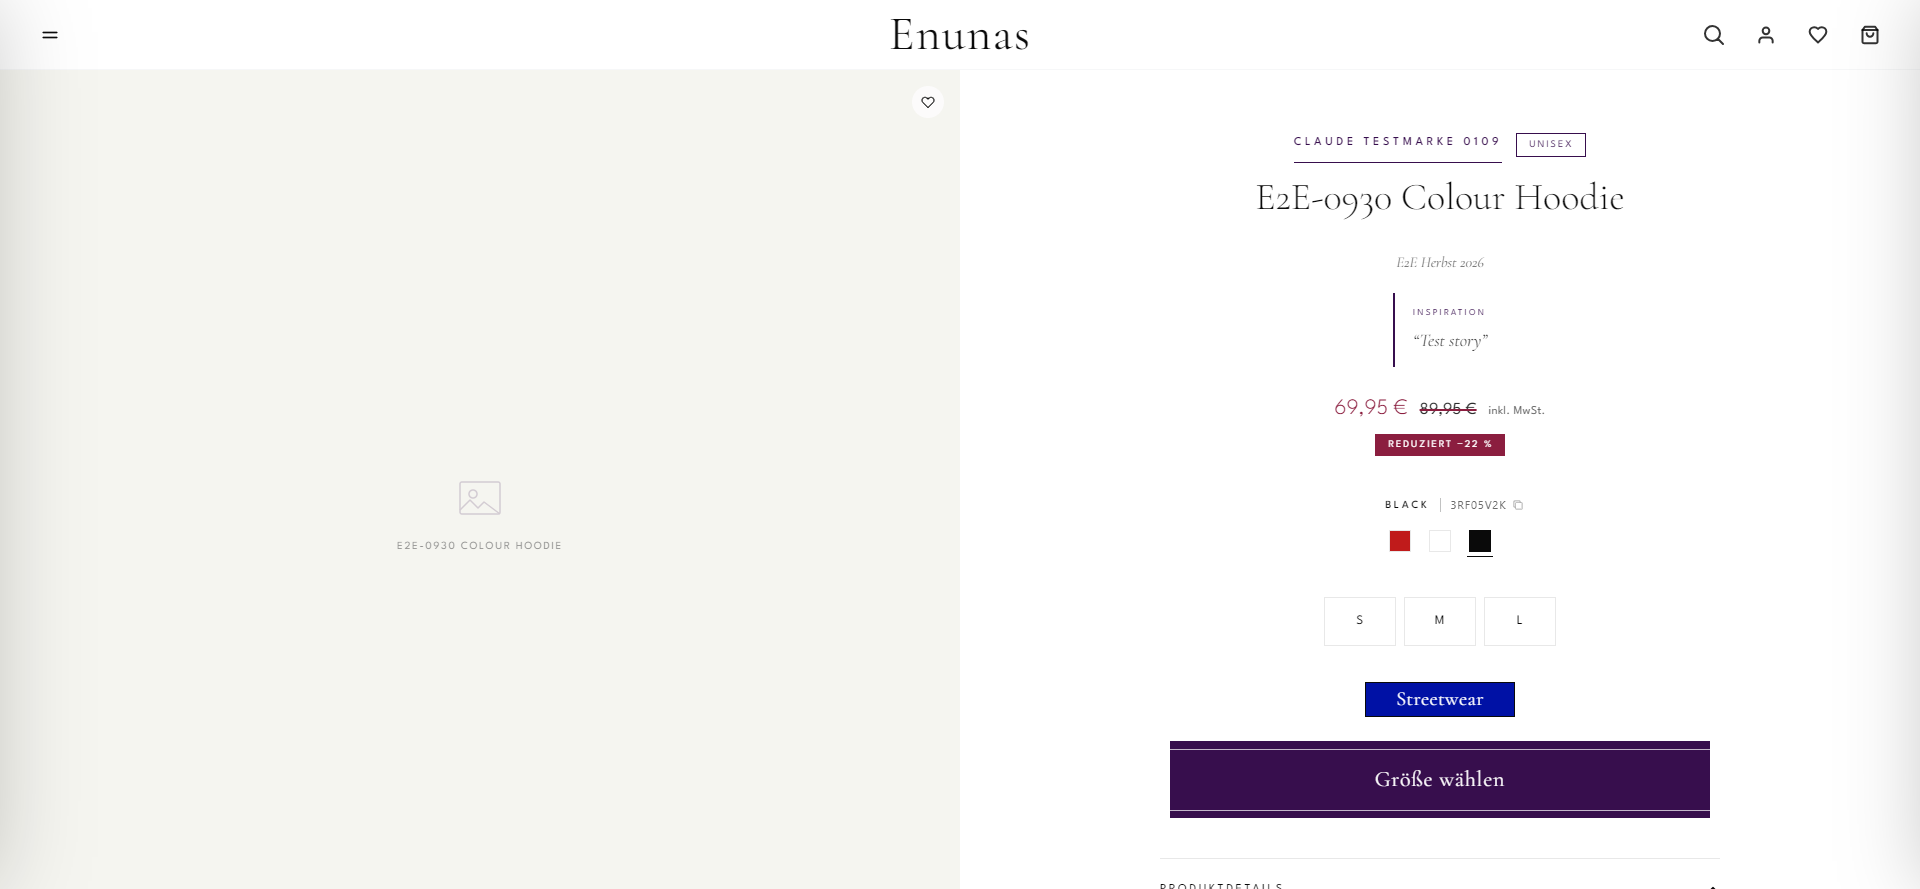 Enunas
CLAUDE TESTMARKE 0109 UNISEX
E2E-0930 Colour Hoodie
E2E Herbst 2026
INSPIRATION
“Test story”
69,95 € 89,95 € inkl. MwSt.
REDUZIERT −22 %
BLACK 3RF05V2K
S M L
Streetwear
Größe wählen
E2E-0930 COLOUR HOODIE
PRODUKTDETAILS